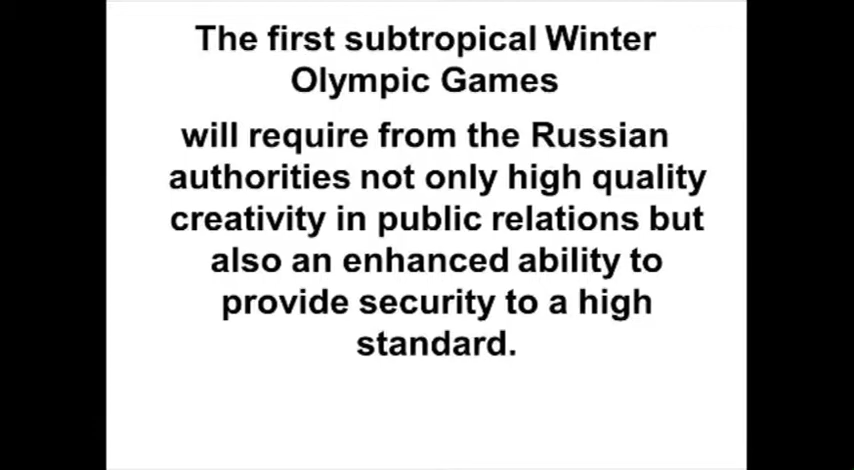 The first subtropical Winter
Olympic Games
will require from the Russian
authorities not only high quality
creativity in public relations but
also an enhanced ability to
provide security to a high
standard.